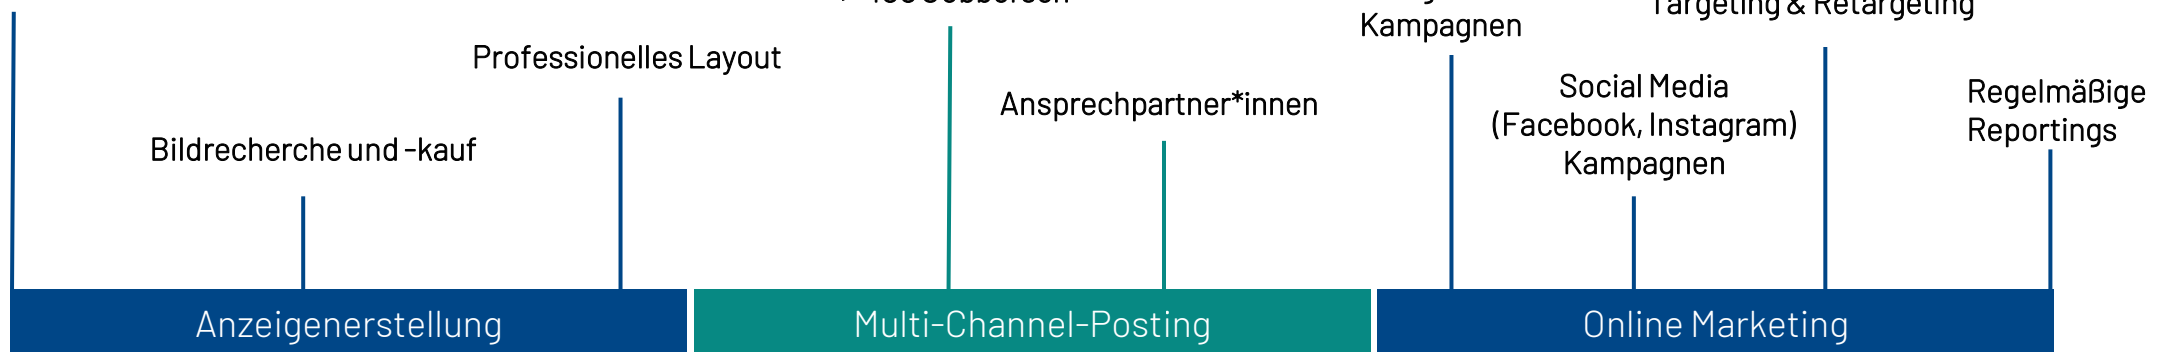 Jobbörsen
Kampagnen
Targeting & Retargeting
Professionelles Layout
Social Media
(Facebook, Instagram)
Kampagnen
Regelmäßige
Reportings
Ansprechpartner*innen
Bildrecherche und -kauf
Anzeigenerstellung
Multi-Channel-Posting
Online Marketing